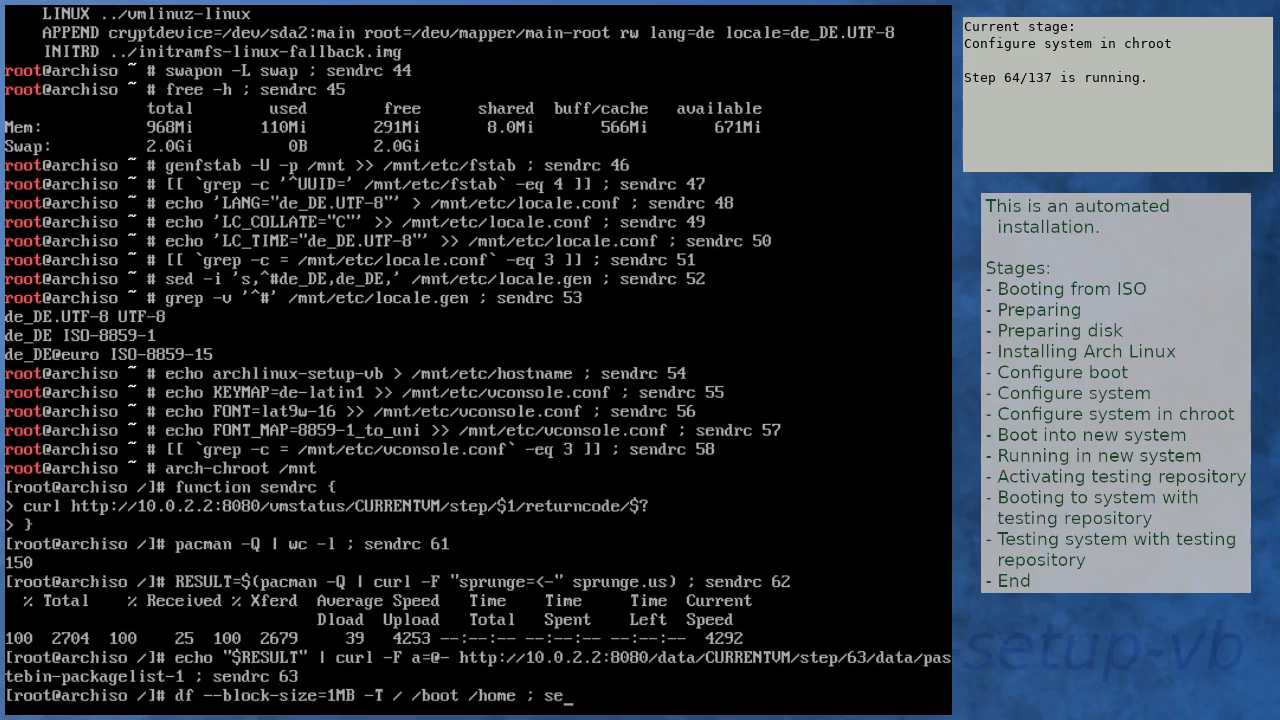 LINUX ../vmlinuz-linux
APPEND cryptdevice=/dev/sda2:main root=/dev/mapper/main-root rw lang=de locale=de_DE.UTF-8
INITRD ../initramfs-linux-fallback.img
root@archiso ~ # swapon -L swap ; sendrc 44
root@archiso ~ # free -h ; sendrc 45
total used free shared buff/cache available
Mem: 968Mi 110Mi 291Mi 8.0Mi 566Mi 671Mi
Swap: 2.0Gi 0B 2.0Gi
root@archiso ~ # genfstab -U -p /mnt >> /mnt/etc/fstab ; sendrc 46
root@archiso ~ # [[ `grep -c '^UUID=' /mnt/etc/fstab` -eq 4 ]] ; sendrc 47
root@archiso ~ # echo 'LANG="de_DE.UTF-8"' > /mnt/etc/locale.conf ; sendrc 48
root@archiso ~ # echo 'LC_COLLATE="C"' >> /mnt/etc/locale.conf ; sendrc 49
root@archiso ~ # echo 'LC_TIME="de_DE.UTF-8"' >> /mnt/etc/locale.conf ; sendrc 50
root@archiso ~ # [[ `grep -c = /mnt/etc/locale.conf` -eq 3 ]] ; sendrc 51
root@archiso ~ # sed -i 's,^#de_DE,de_DE,' /mnt/etc/locale.gen ; sendrc 52
root@archiso ~ # grep -v '^#' /mnt/etc/locale.gen ; sendrc 53
de_DE.UTF-8 UTF-8
de_DE ISO-8859-1
de_DE@euro ISO-8859-15
root@archiso ~ # echo archlinux-setup-vb > /mnt/etc/hostname ; sendrc 54
root@archiso ~ # echo KEYMAP=de-latin1 >> /mnt/etc/vconsole.conf ; sendrc 55
root@archiso ~ # echo FONT=lat9w-16 >> /mnt/etc/vconsole.conf ; sendrc 56
root@archiso ~ # echo FONT_MAP=8859-1_to_uni >> /mnt/etc/vconsole.conf ; sendrc 57
root@archiso ~ # [[ `grep -c = /mnt/etc/vconsole.conf` -eq 3 ]] ; sendrc 58
root@archiso ~ # arch-chroot /mnt
[root@archiso /]# function sendrc {
> curl http://10.0.2.2:8080/vmstatus/CURRENTVM/step/$1/returncode/$?
> }
[root@archiso /]# pacman -Q | wc -l ; sendrc 61
150
[root@archiso /]# RESULT=$(pacman -Q | curl -F "sprunge=<-" sprunge.us) ; sendrc 62
% Total % Received % Xferd Average Speed Time Time Time Current
Dload Upload Total Spent Left Speed
100 2704 100 25 100 2679 39 4253 --:--:-- --:--:-- --:--:-- 4292
[root@archiso /]# echo "$RESULT" | curl -F a=@- http://10.0.2.2:8080/data/CURRENTVM/step/63/data/pas
tebin-packagelist-1 ; sendrc 63
[root@archiso /]# df --block-size=1MB -T / /boot /home ; se_
Current stage:
Configure system in chroot
Step 64/137 is running.
This is an automated
installation.
Stages:
- Booting from ISO
- Preparing
- Preparing disk
- Installing Arch Linux
- Configure boot
- Configure system
- Configure system in chroot
- Boot into new system
- Running in new system
- Activating testing repository
- Booting to system with
testing repository
- Testing system with testing
repository
- End
setup-vb